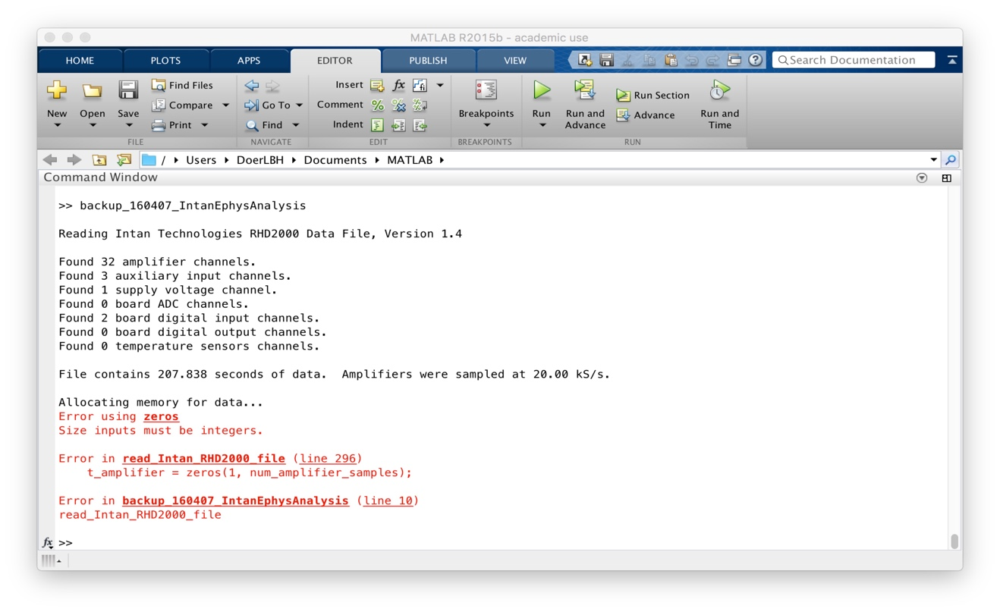 MATLAB R2015b - academic use
HOME PLOTS APPS EDITOR PUBLISH VIEW Search Documentation
New Open Save Find Files Compare Print
FILE
Go To Find
NAVIGATE
Insert fx
Comment
Indent
EDIT
Breakpoints
BREAKPOINTS
Run Run and Advance Run Section Advance Run and Time
RUN
/ Users DoerLBH Documents MATLAB
Command Window
>> backup_160407_IntanEphysAnalysis
Reading Intan Technologies RHD2000 Data File, Version 1.4
Found 32 amplifier channels.
Found 3 auxiliary input channels.
Found 1 supply voltage channel.
Found 0 board ADC channels.
Found 2 board digital input channels.
Found 0 board digital output channels.
Found 0 temperature sensors channels.
File contains 207.838 seconds of data.  Amplifiers were sampled at 20.00 kS/s.
Allocating memory for data...
Error using zeros
Size inputs must be integers.
Error in read_Intan_RHD2000_file (line 296)
    t_amplifier = zeros(1, num_amplifier_samples);
Error in backup_160407_IntanEphysAnalysis (line 10)
read_Intan_RHD2000_file
fx >>